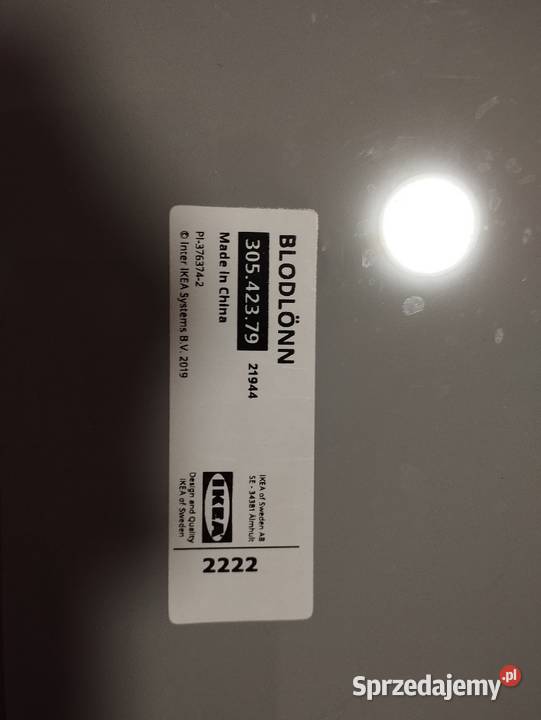 BLODLÖNN
305.423.79 21944
Made in China
PI-376374-2
© Inter IKEA Systems B.V. 2019
IKEA of Sweden AB
SE - 34381 Älmhult
IKEA
Design and Quality
IKEA of Sweden
2222
Sprzedajemy.pl